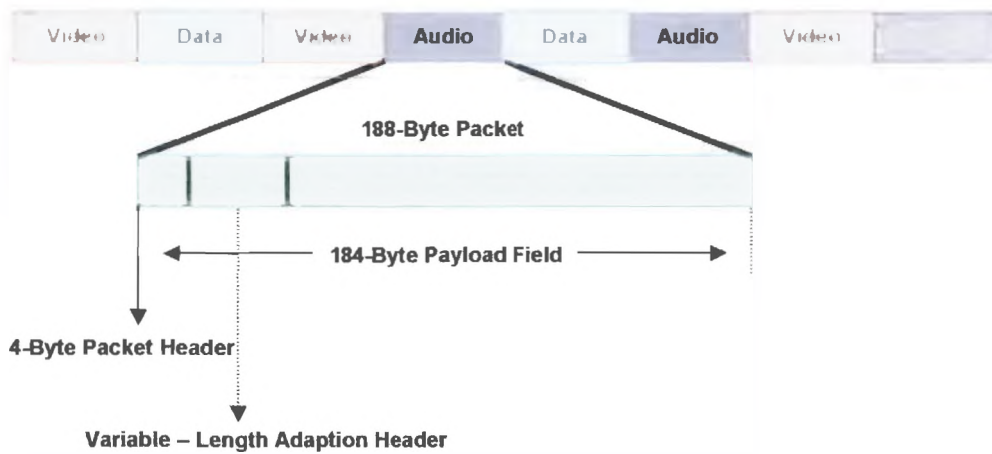 Video Data Video Audio Data Audio Video
188-Byte Packet
184-Byte Payload Field
4-Byte Packet Header
Variable – Length Adaption Header